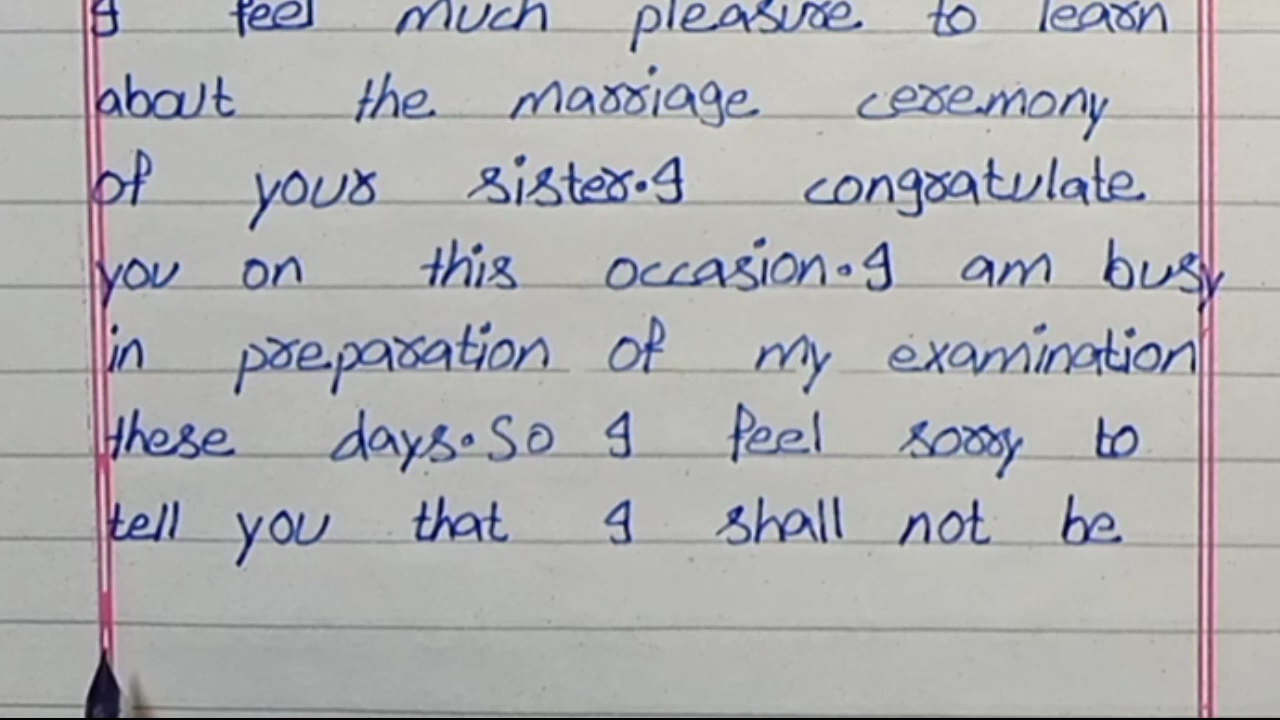 I feel much pleasure to learn
about the marriage ceremony
of your sister. I congratulate
you on this occasion. I am busy
in preparation of my examination
these days. So I feel sorry to
tell you that I shall not be